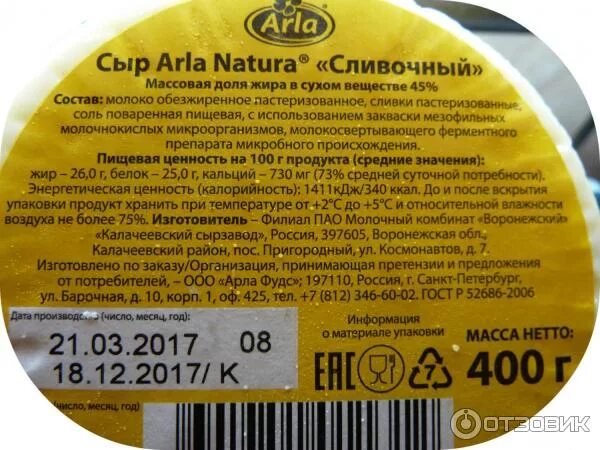 Arla
Сыр Arla Natura® «Сливочный»
Массовая доля жира в сухом веществе 45%
Состав: молоко обезжиренное пастеризованное, сливки пастеризованные,
соль поваренная пищевая, с использованием закваски мезофильных
молочнокислых микроорганизмов, молокосвертывающего ферментного
препарата микробного происхождения.
Пищевая ценность на 100 г продукта (средние значения):
жир – 26,0 г, белок – 25,0 г, кальций – 730 мг (73% средней суточной потребности).
Энергетическая ценность (калорийность): 1411кДж/340 ккал. До и после вскрытия
упаковки продукт хранить при температуре от +2°С до +5°С и относительной влажности
воздуха не более 75%. Изготовитель – Филиал ПАО Молочный комбинат «Воронежский»
«Калачеевский сырзавод», Россия, 397605, Воронежская обл.,
Калачеевский район, пос. Пригородный, ул. Космонавтов, д. 7.
Изготовлено по заказу/Организация, принимающая претензии и предложения
от потребителей, – ООО «Арла Фудс»; 197110, Россия, г. Санкт-Петербург,
ул. Барочная, д. 10, корп. 1, оф. 425, тел. +7 (812) 346-60-02. ГОСТ Р 52686-2006
Дата производства (число, месяц, год):
21.03.2017 08
18.12.2017/ К
(число, месяц, год)
Информация
о материале упаковки
EAC
7
МАССА НЕТТО:
400 г
ОТЗОВИК